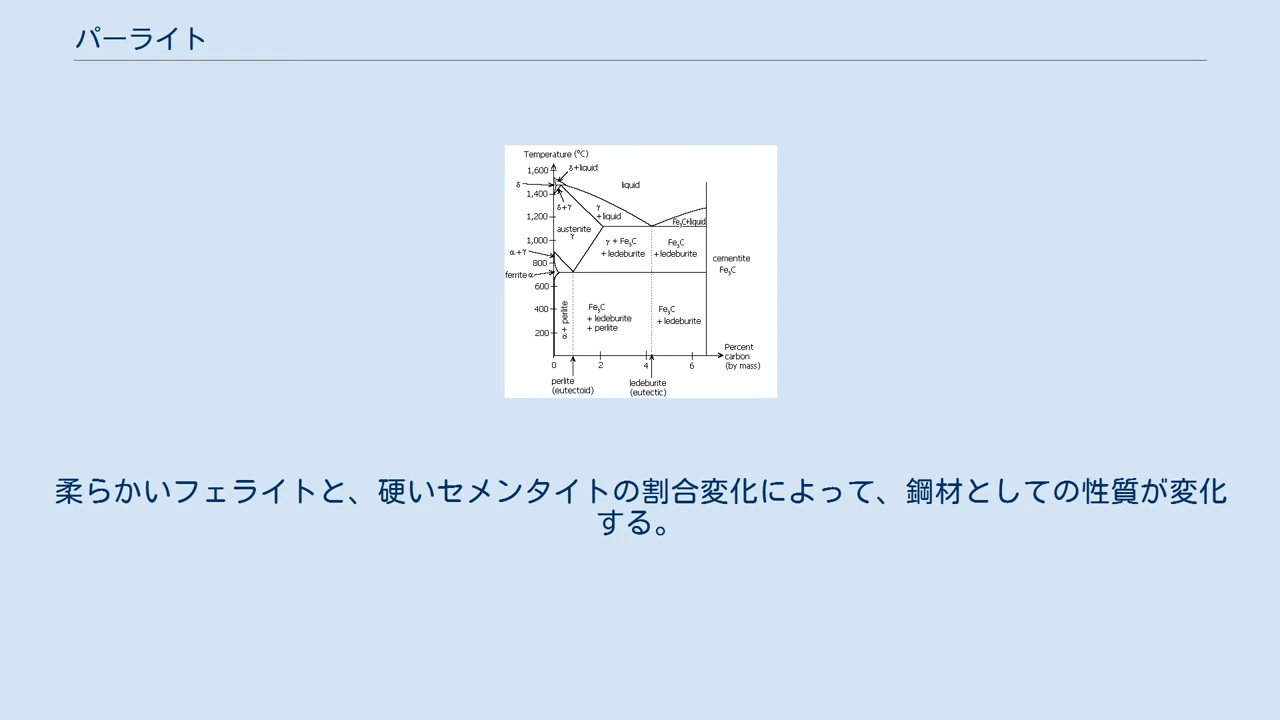 パーライト
Temperature (°C)
1,600
δ+liquid
δ
liquid
1,400
δ+γ
γ
+liquid
1,200
Fe₃C+liquid
austenite
γ
1,000
γ + Fe₃C
+ ledeburite
Fe₃C
+ ledeburite
α+γ
800
cementite
Fe₃C
ferrite α
600
400
200
α + perlite
Fe₃C
+ ledeburite
+ perlite
Fe₃C
+ ledeburite
0
2
4
6
Percent
carbon
(by mass)
perlite
(eutectoid)
ledeburite
(eutectic)
柔らかいフェライトと、硬いセメンタイトの割合変化によって、鋼材としての性質が変化
する。